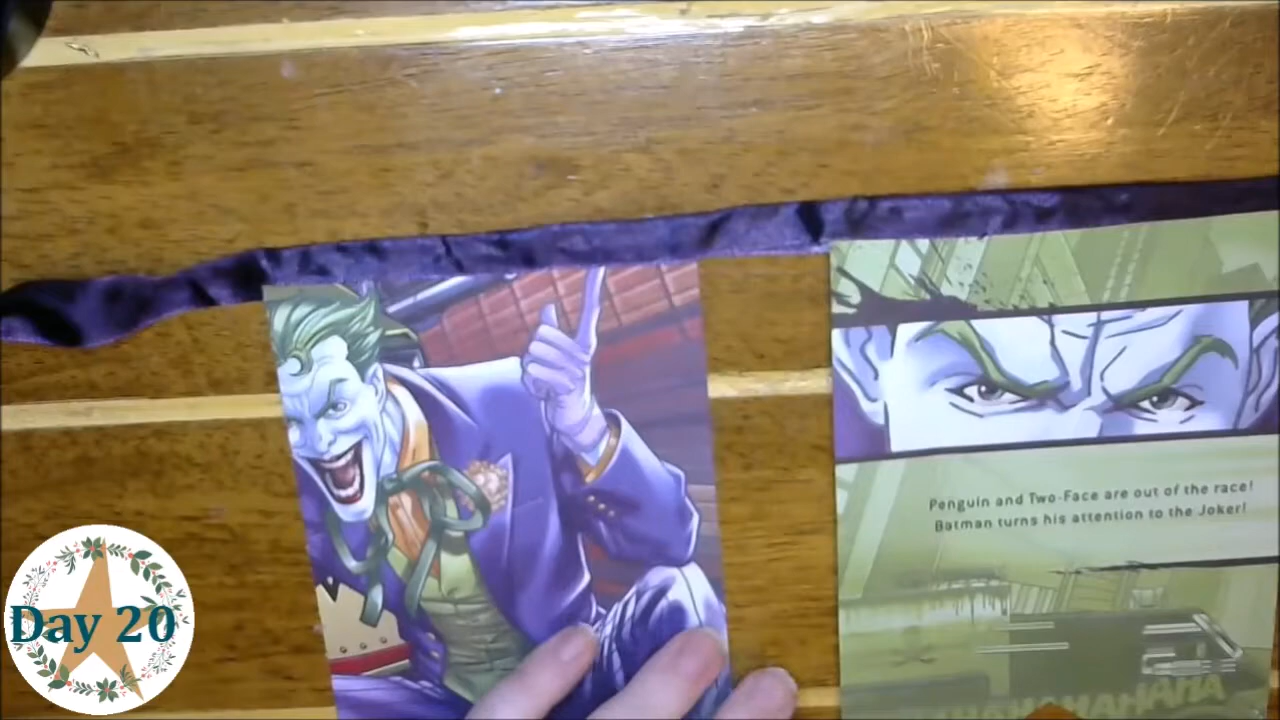 Penguin and Two-Face are out of the race!
Batman turns his attention to the Joker!
Day 20